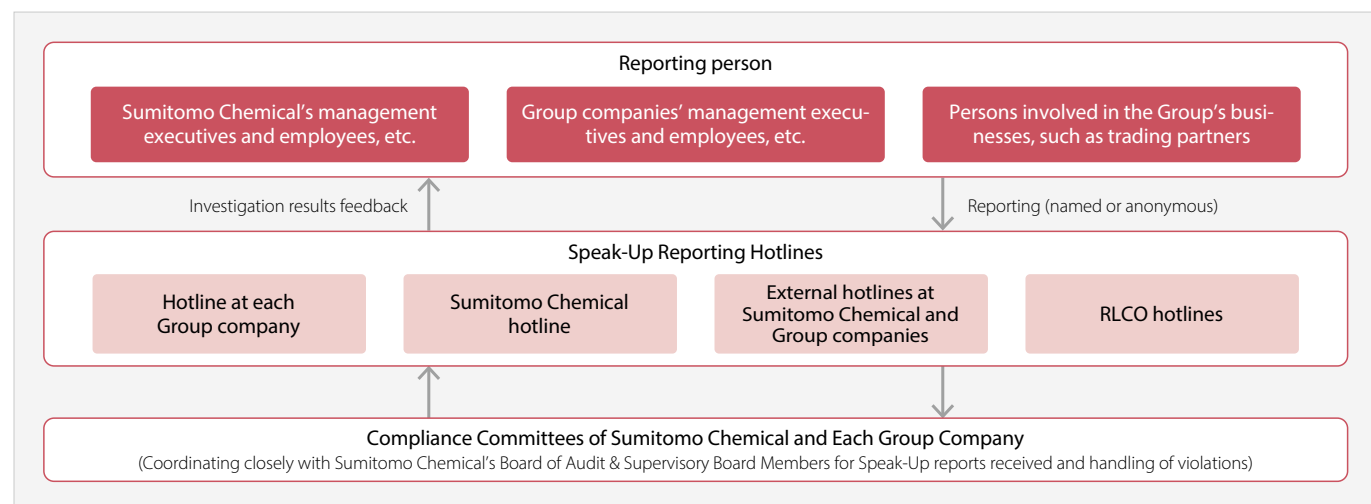 Reporting person
Sumitomo Chemical's management
executives and employees, etc.
Group companies' management execu-
tives and employees, etc.
Persons involved in the Group's busi-
nesses, such as trading partners
Investigation results feedback
Reporting (named or anonymous)
Speak-Up Reporting Hotlines
Hotline at each
Group company
Sumitomo Chemical
hotline
External hotlines at
Sumitomo Chemical and
Group companies
RLCO hotlines
Compliance Committees of Sumitomo Chemical and Each Group Company
(Coordinating closely with Sumitomo Chemical's Board of Audit & Supervisory Board Members for Speak-Up reports received and handling of violations)